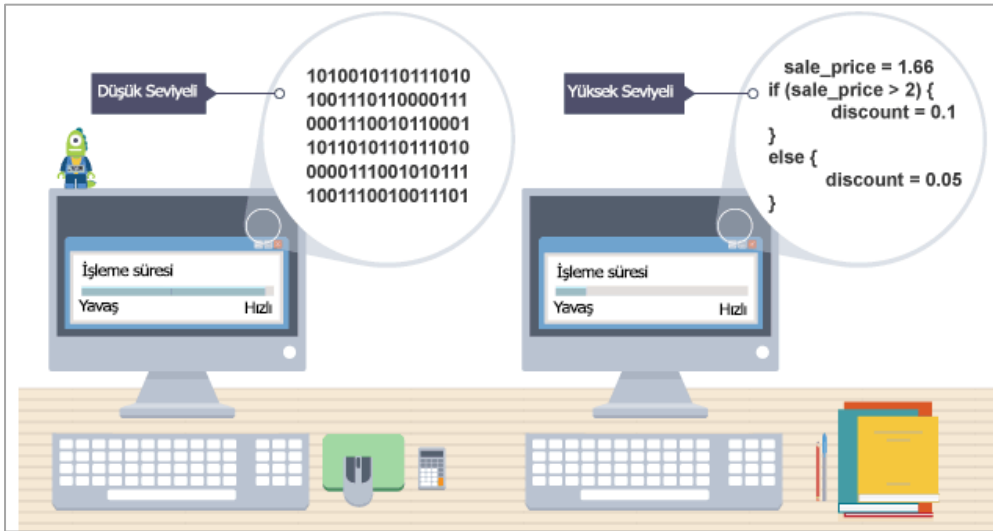 Düşük Seviyeli
1010010110111010
1001110110000111
0001110010110001
1011010110111010
0000111001010111
1001110010011101
İşleme süresi
Yavaş
Hızlı
Yüksek Seviyeli
sale_price = 1.66
if (sale_price > 2) {
discount = 0.1
}
else {
discount = 0.05
}
İşleme süresi
Yavaş
Hızlı